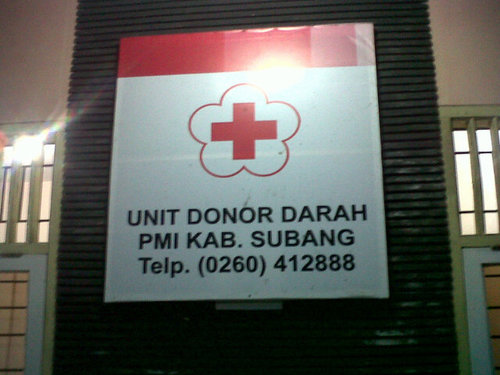 UNIT DONOR DARAH
PMI KAB. SUBANG
Telp. (0260) 412888